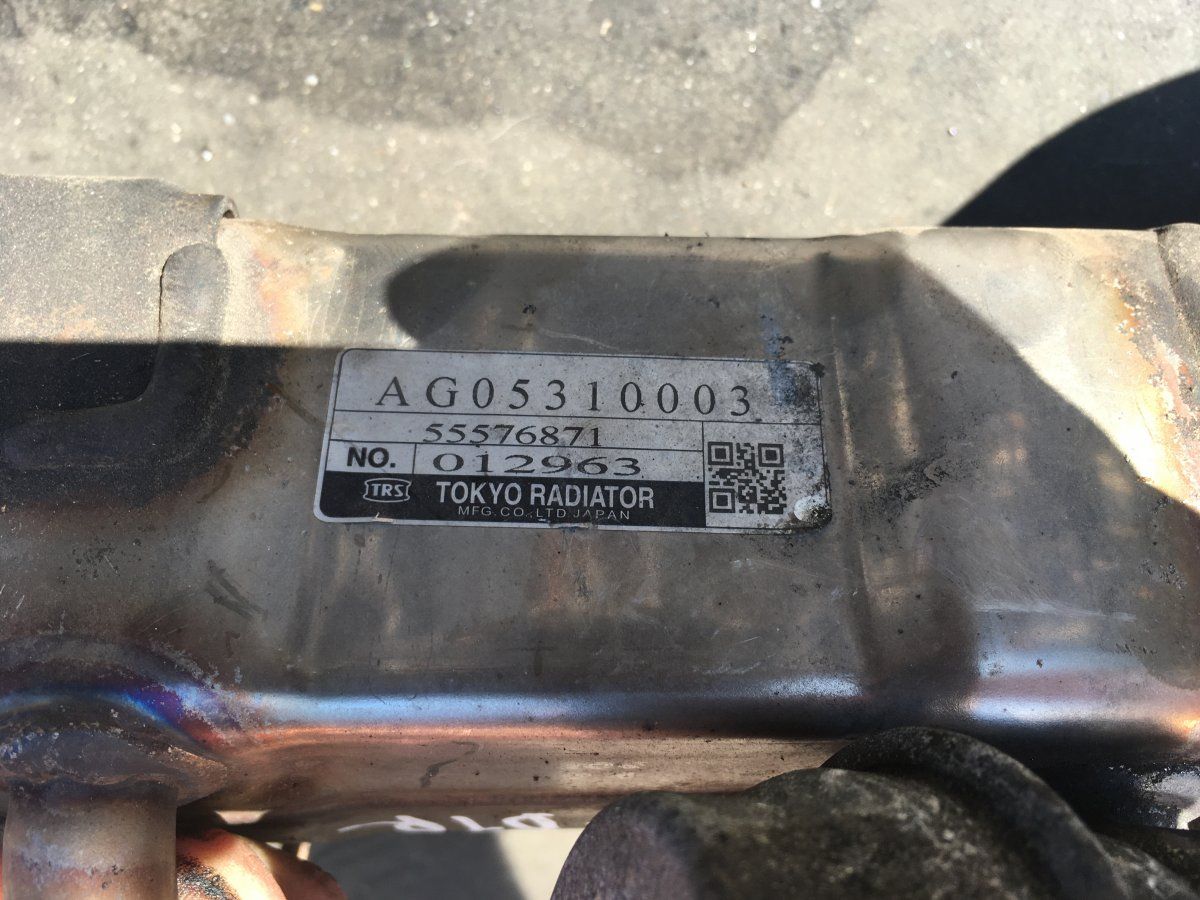 AG05310003
55576871
NO. 012963
TRS TOKYO RADIATOR
MFG.CO.,LTD.JAPAN